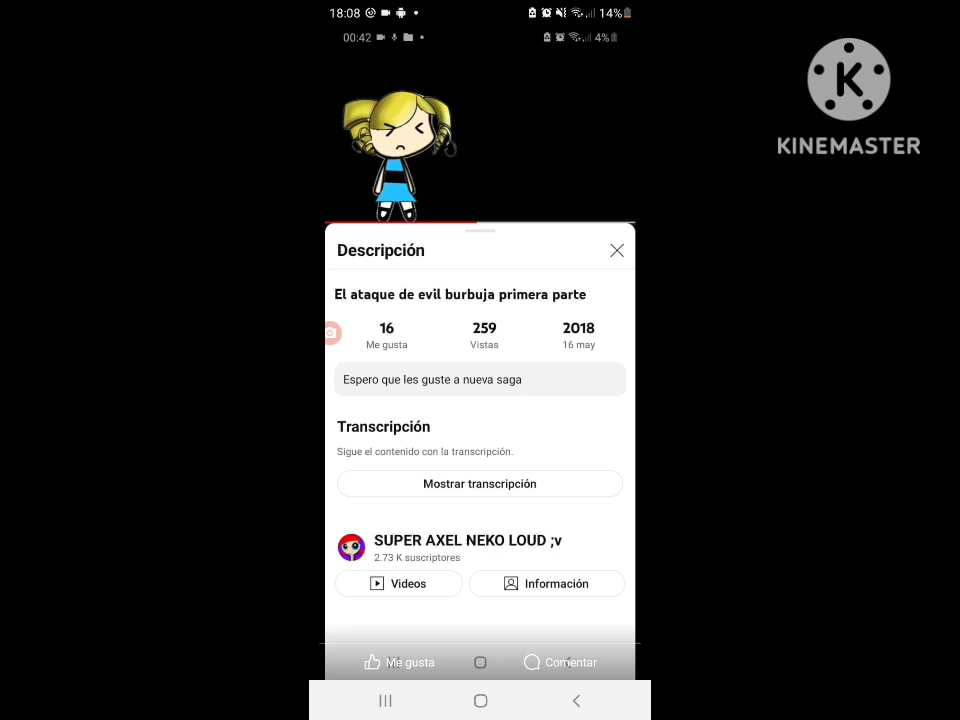 18:08
14%
00:42
4%
KINEMASTER
Descripción
El ataque de evil burbuja primera parte
16
259
2018
Me gusta
Vistas
16 may
Espero que les guste a nueva saga
Transcripción
Sigue el contenido con la transcripción.
Mostrar transcripción
SUPER AXEL NEKO LOUD ;v
2.73 K suscriptores
Videos
Información
Me gusta
Comentar